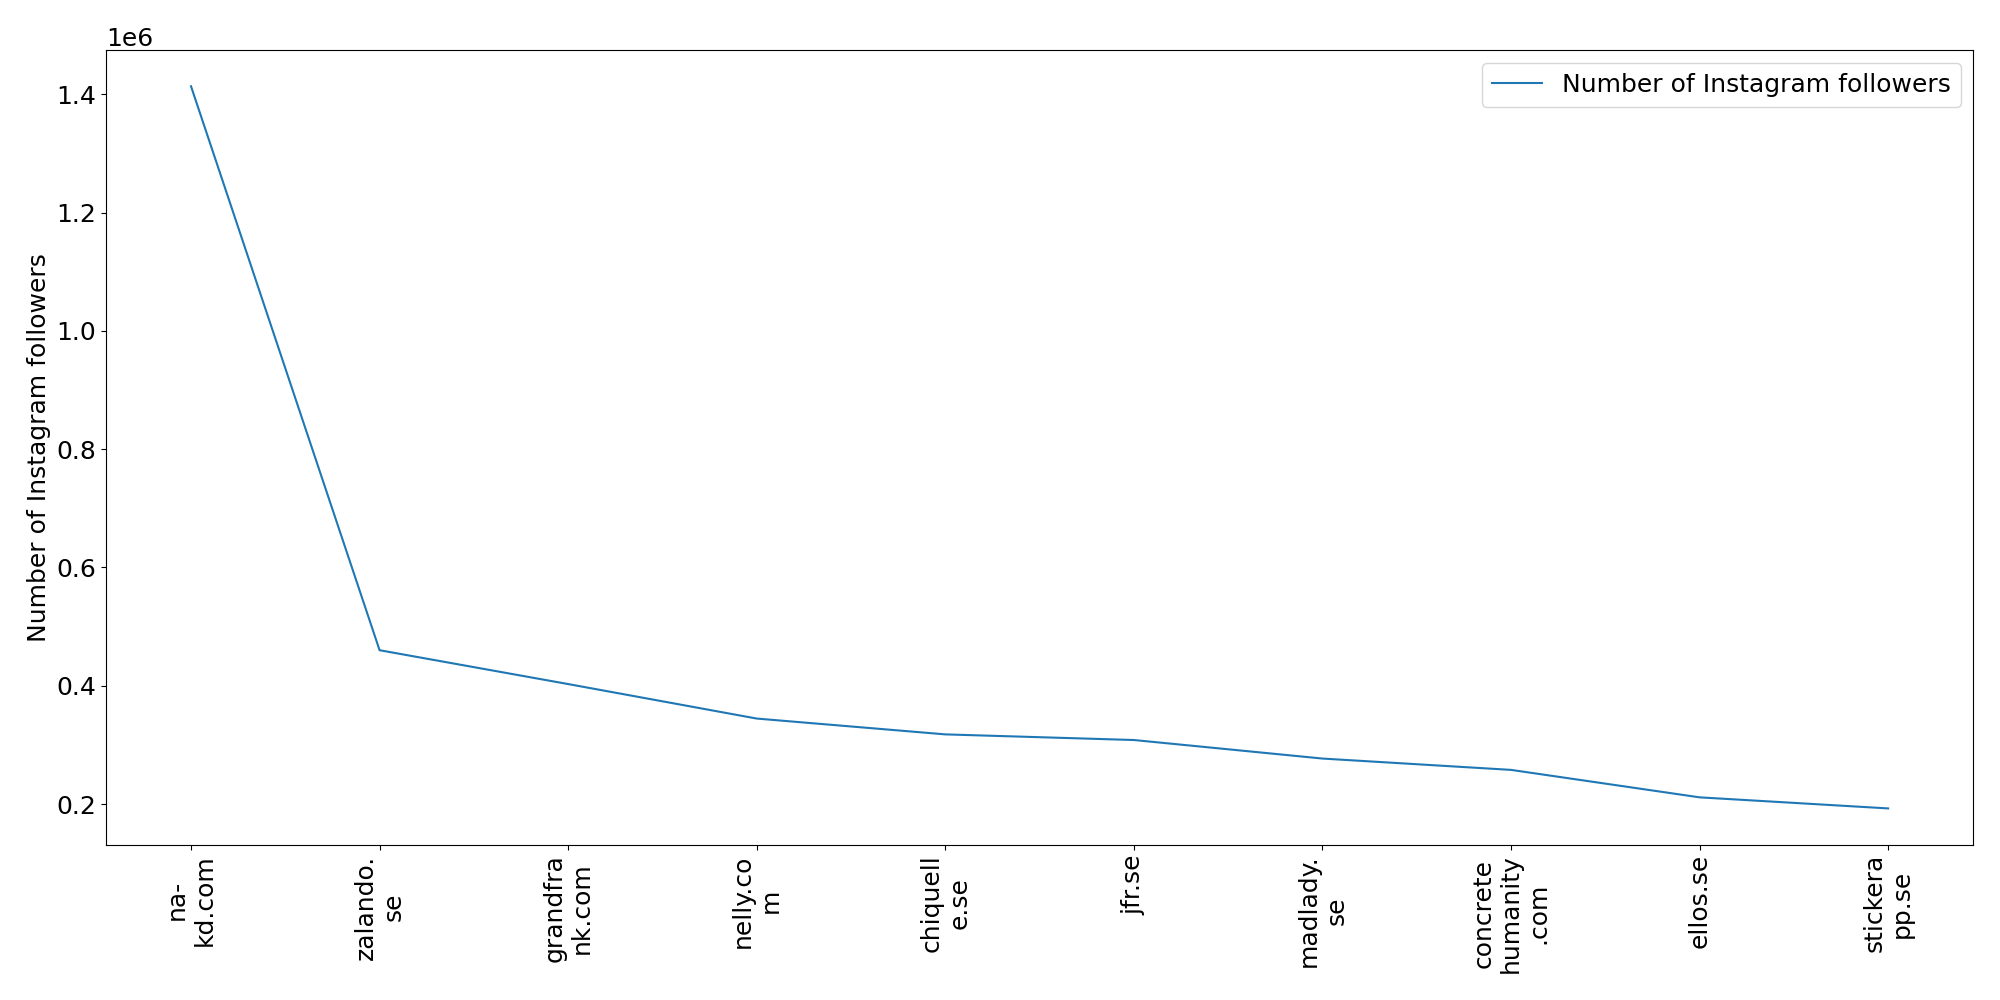 1e6
1.4
1.2
1.0
0.8
0.6
0.4
0.2
Number of Instagram followers
Number of Instagram followers
na-
kd.com
zalando.
se
grandfra
nk.com
nelly.co
m
chiquell
e.se
jfr.se
madlady.
se
concrete
humanity
.com
ellos.se
stickera
pp.se